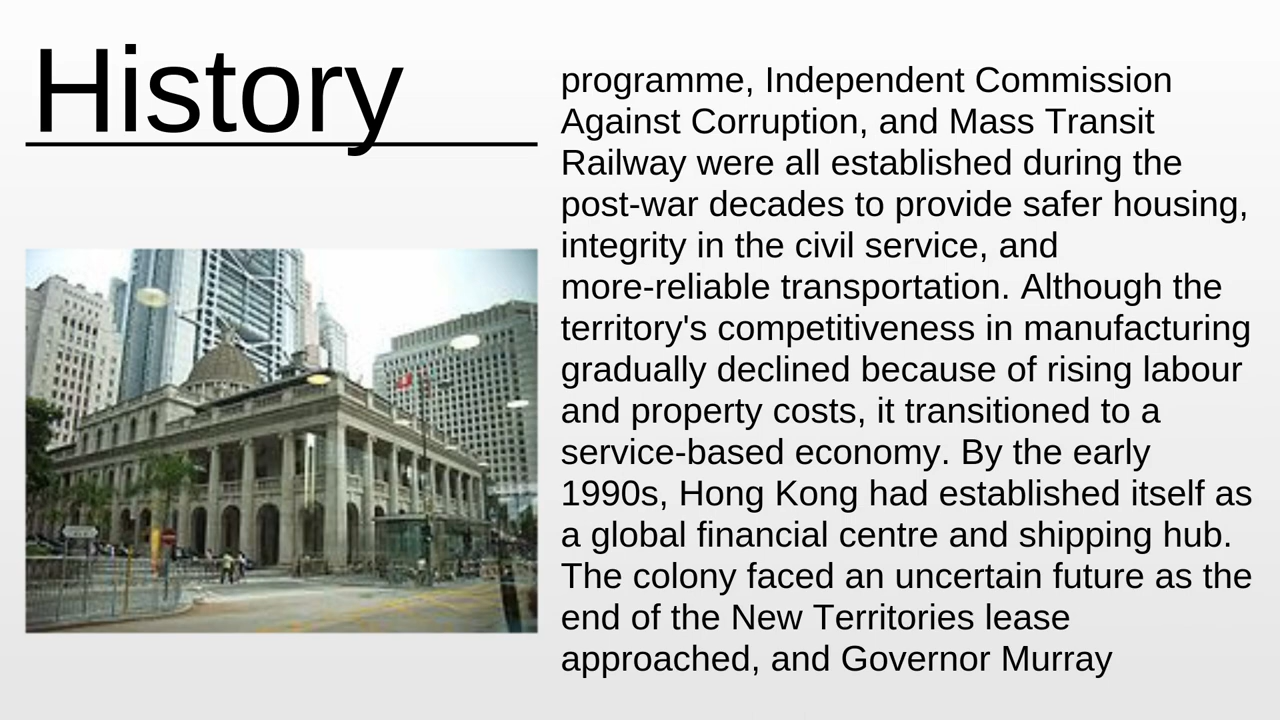 History
programme, Independent Commission
Against Corruption, and Mass Transit
Railway were all established during the
post-war decades to provide safer housing,
integrity in the civil service, and
more-reliable transportation. Although the
territory's competitiveness in manufacturing
gradually declined because of rising labour
and property costs, it transitioned to a
service-based economy. By the early
1990s, Hong Kong had established itself as
a global financial centre and shipping hub.
The colony faced an uncertain future as the
end of the New Territories lease
approached, and Governor Murray